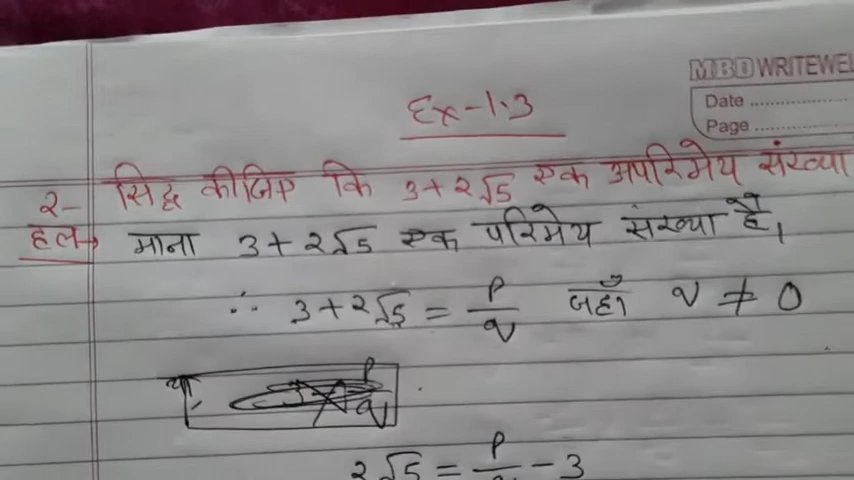 MBD WRITEWEL
Date
Page
Ex-1.3
2- सिद्ध कीजिए कि 3+2√5 एक अपरिमेय संख्या है
हल→ माना 3+2√5 एक परिमेय संख्या है,
∴ 3+2√5 = p/q जहाँ q ≠ 0
या,
2√5 = p/q - 3